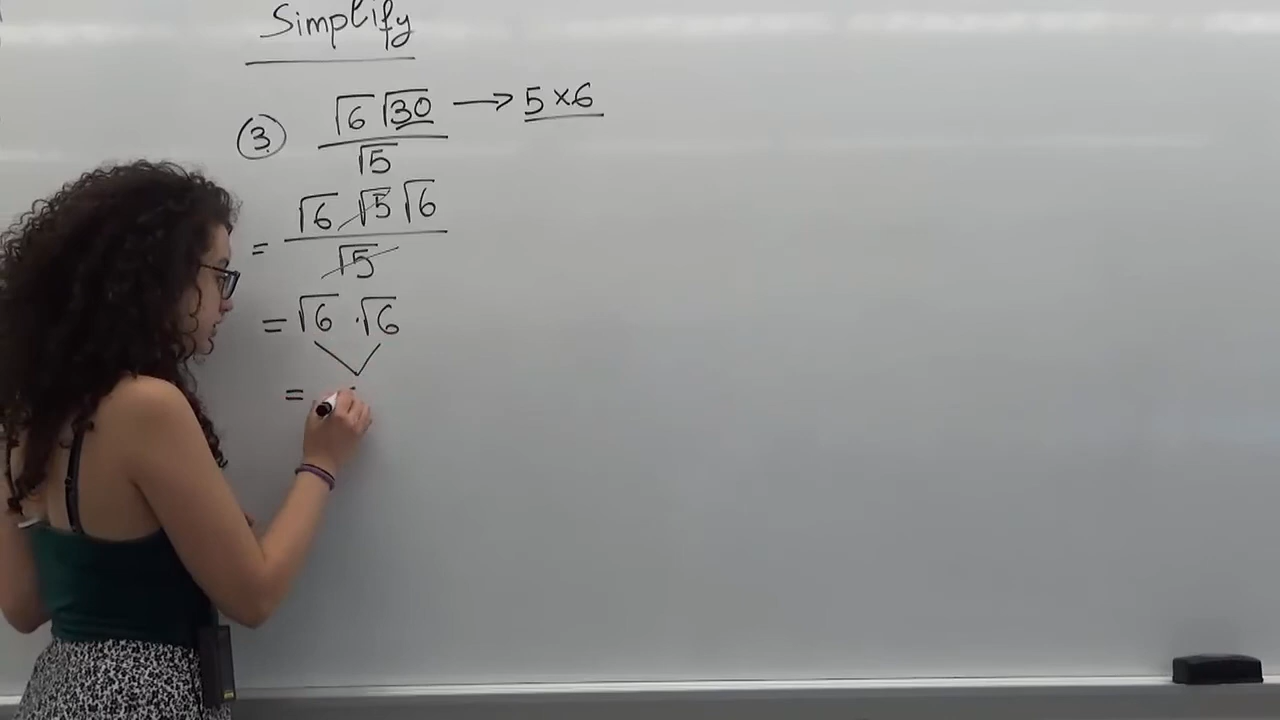 Simplify
③ √6 √30 → 5 × 6
√5
= √6 √5 √6
√5
= √6 · √6
=